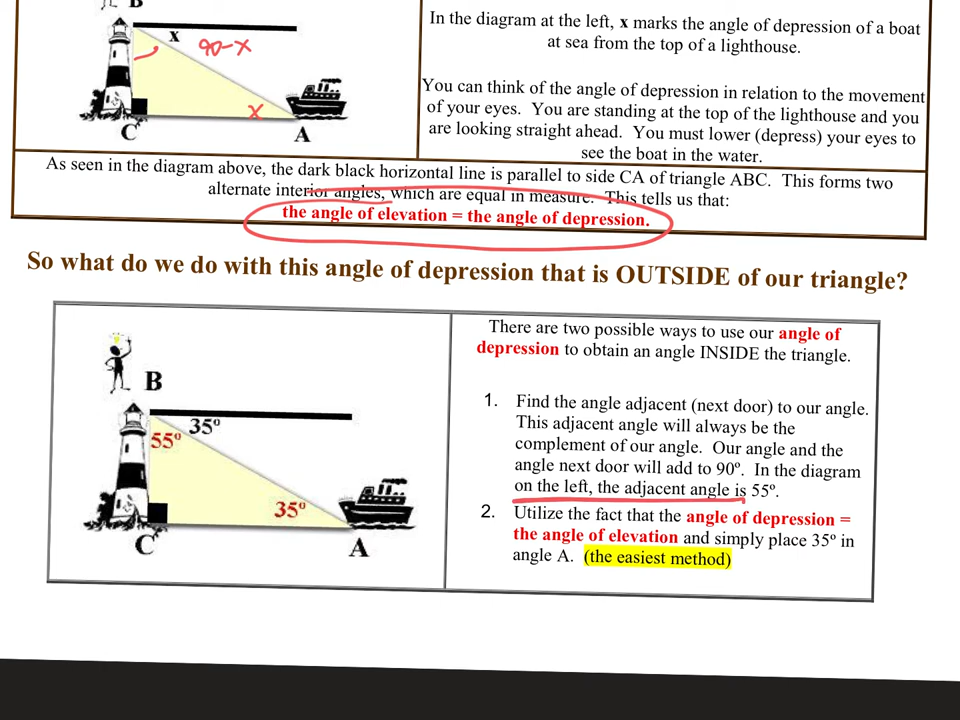 B
x
90-x
x
C
A
In the diagram at the left, x marks the angle of depression of a boat
at sea from the top of a lighthouse.
You can think of the angle of depression in relation to the movement
of your eyes. You are standing at the top of the lighthouse and you
are looking straight ahead. You must lower (depress) your eyes to
see the boat in the water.
As seen in the diagram above, the dark black horizontal line is parallel to side CA of triangle ABC. This forms two
alternate interior angles, which are equal in measure. This tells us that:
the angle of elevation = the angle of depression.
So what do we do with this angle of depression that is OUTSIDE of our triangle?
B
35º
55º
35º
C
A
There are two possible ways to use our angle of
depression to obtain an angle INSIDE the triangle.
1. Find the angle adjacent (next door) to our angle.
This adjacent angle will always be the
complement of our angle. Our angle and the
angle next door will add to 90º. In the diagram
on the left, the adjacent angle is 55º.
2. Utilize the fact that the angle of depression =
the angle of elevation and simply place 35º in
angle A. (the easiest method)